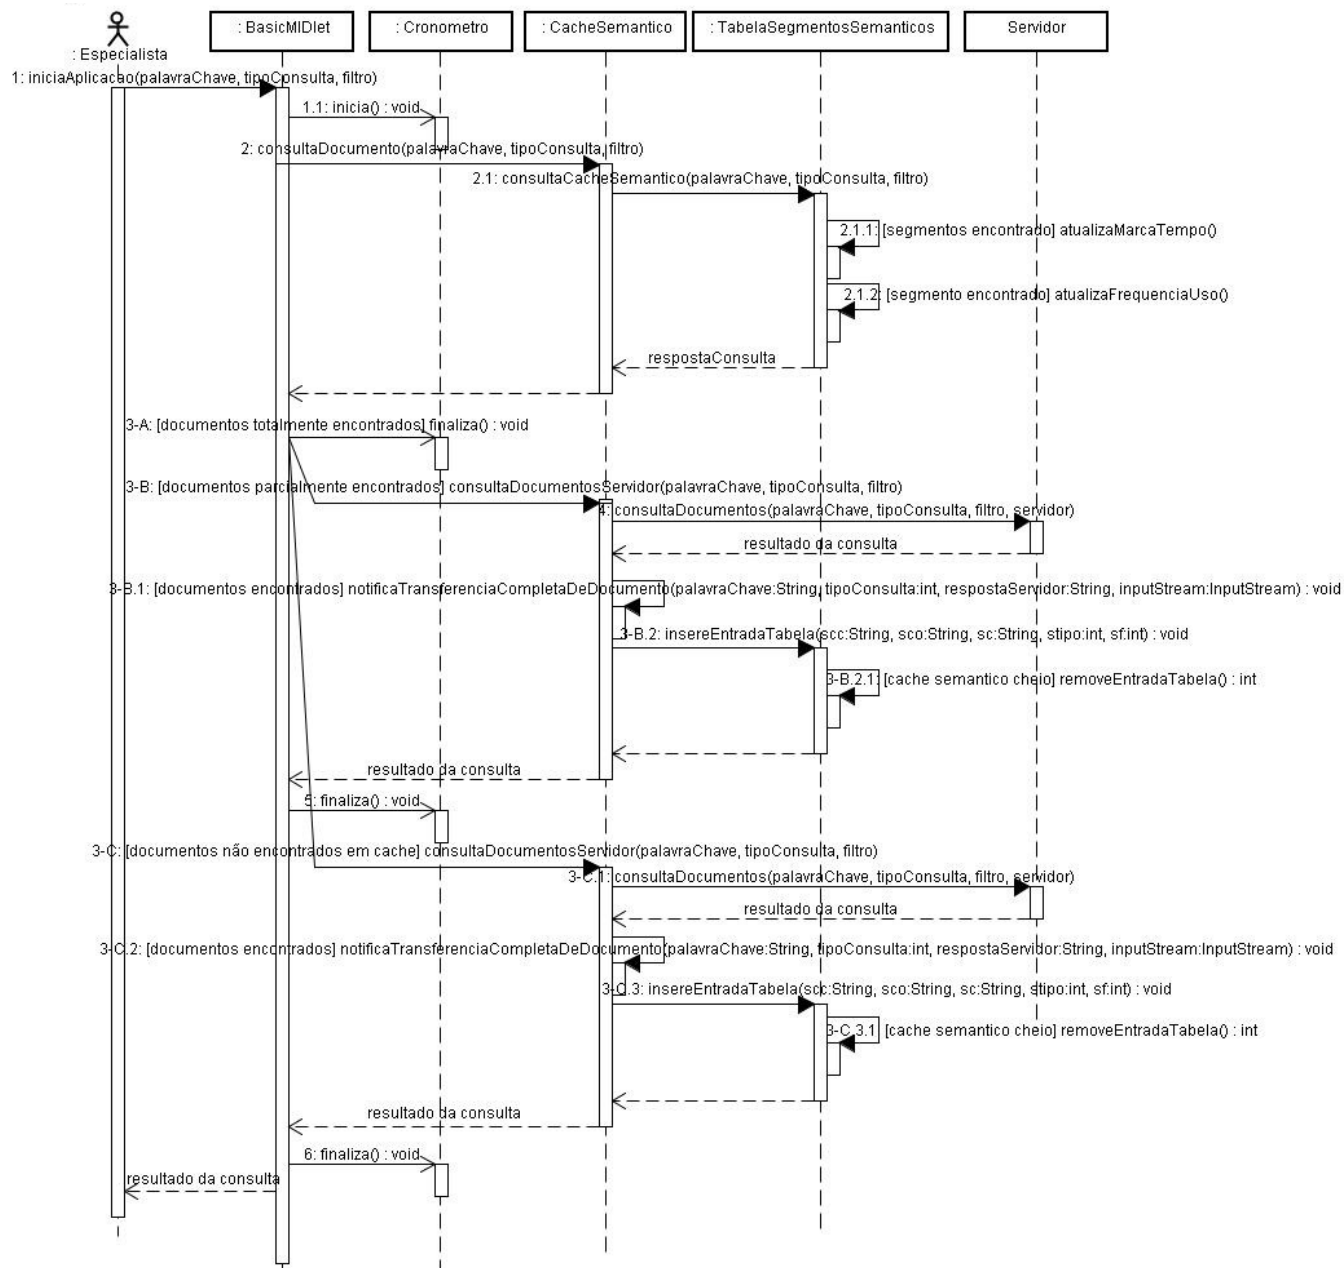 : BasicMIDlet
: Cronometro
: CacheSemantico
: TabelaSegmentosSemanticos
Servidor
: Especialista
1: iniciaAplicacao(palavraChave, tipoConsulta, filtro)
1.1: inicia() : void
2: consultaDocumento(palavraChave, tipoConsulta, filtro)
2.1: consultaCacheSemantico(palavraChave, tipoConsulta, filtro)
2.1.1: [segmentos encontrado] atualizaMarcaTempo()
2.1.2: [segmento encontrado] atualizaFrequenciaUso()
respostaConsulta
3-A: [documentos totalmente encontrados] finaliza() : void
3-B: [documentos parcialmente encontrados] consultaDocumentosServidor(palavraChave, tipoConsulta, filtro)
4: consultaDocumentos(palavraChave, tipoConsulta, filtro, servidor)
resultado da consulta
3-B.1: [documentos encontrados] notificaTransferenciaCompletaDeDocumento(palavraChave:String, tipoConsulta:int, respostaServidor:String, inputStream:InputStream) : void
3-B.2: insereEntradaTabela(scc:String, sco:String, sc:String, stipo:int, sf:int) : void
3-B.2.1: [cache semantico cheio] removeEntradaTabela() : int
resultado da consulta
5: finaliza() : void
3-C: [documentos não encontrados em cache] consultaDocumentosServidor(palavraChave, tipoConsulta, filtro)
3-C.1: consultaDocumentos(palavraChave, tipoConsulta, filtro, servidor)
resultado da consulta
3-C.2: [documentos encontrados] notificaTransferenciaCompletaDeDocumento(palavraChave:String, tipoConsulta:int, respostaServidor:String, inputStream:InputStream) : void
3-C.3: insereEntradaTabela(scc:String, sco:String, sc:String, stipo:int, sf:int) : void
3-C.3.1: [cache semantico cheio] removeEntradaTabela() : int
resultado da consulta
6: finaliza() : void
resultado da consulta